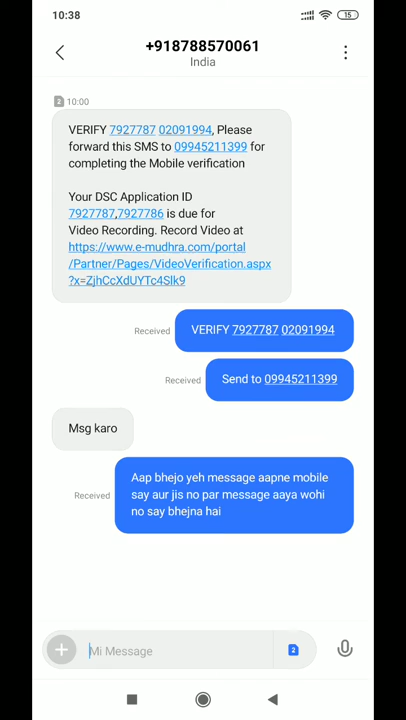 10:38
15
+918788570061
India
2 10:00
VERIFY 7927787 02091994, Please
forward this SMS to 09945211399 for
completing the Mobile verification
Your DSC Application ID
7927787,7927786 is due for
Video Recording. Record Video at
https://www.e-mudhra.com/portal
/Partner/Pages/VideoVerification.aspx
?x=ZjhCcXdUYTc4Slk9
Received VERIFY 7927787 02091994
Received Send to 09945211399
Msg karo
Aap bhejo yeh message aapne mobile
Received say aur jis no par message aaya wohi
no say bhejna hai
Mi Message 2